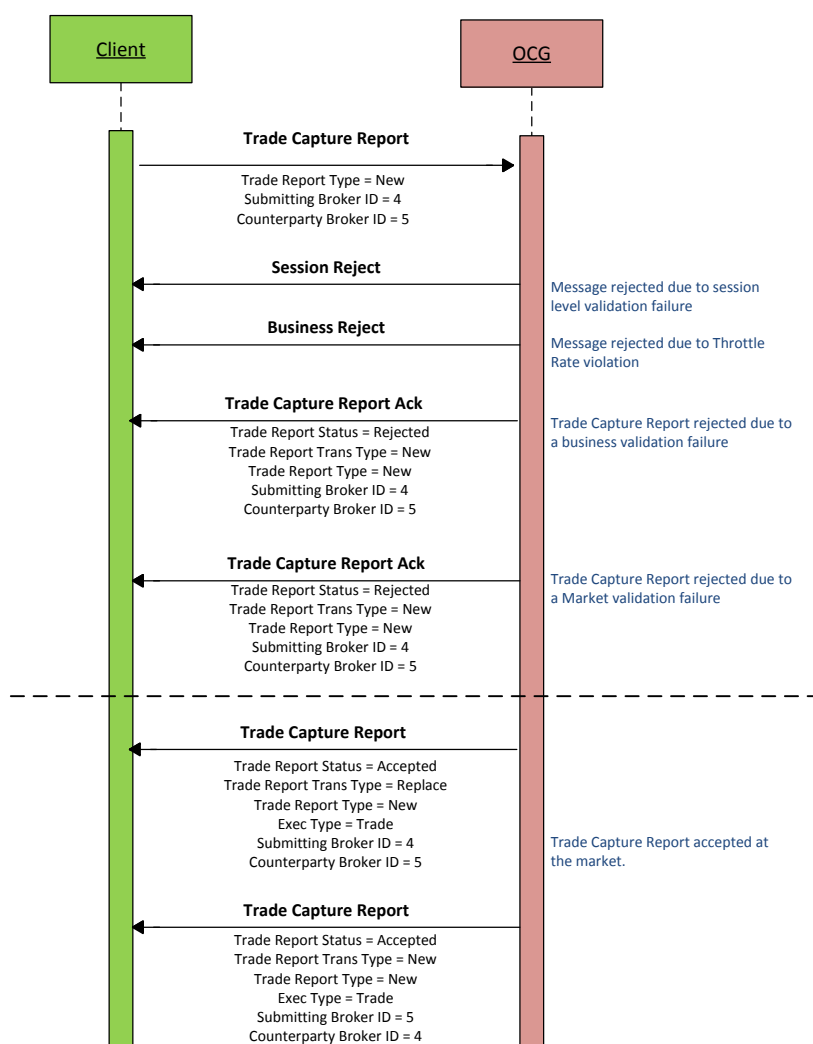 Client
OCG
Trade Capture Report
Trade Report Type = New
Submitting Broker ID = 4
Counterparty Broker ID = 5
Session Reject
Message rejected due to session
level validation failure
Business Reject
Message rejected due to Throttle
Rate violation
Trade Capture Report Ack
Trade Report Status = Rejected
Trade Report Trans Type = New
Trade Report Type = New
Submitting Broker ID = 4
Counterparty Broker ID = 5
Trade Capture Report rejected due to
a business validation failure
Trade Capture Report Ack
Trade Report Status = Rejected
Trade Report Trans Type = New
Trade Report Type = New
Submitting Broker ID = 4
Counterparty Broker ID = 5
Trade Capture Report rejected due to
a Market validation failure
Trade Capture Report
Trade Report Status = Accepted
Trade Report Trans Type = Replace
Trade Report Type = New
Exec Type = Trade
Submitting Broker ID = 4
Counterparty Broker ID = 5
Trade Capture Report accepted at
the market.
Trade Capture Report
Trade Report Status = Accepted
Trade Report Trans Type = New
Trade Report Type = New
Exec Type = Trade
Submitting Broker ID = 5
Counterparty Broker ID = 4